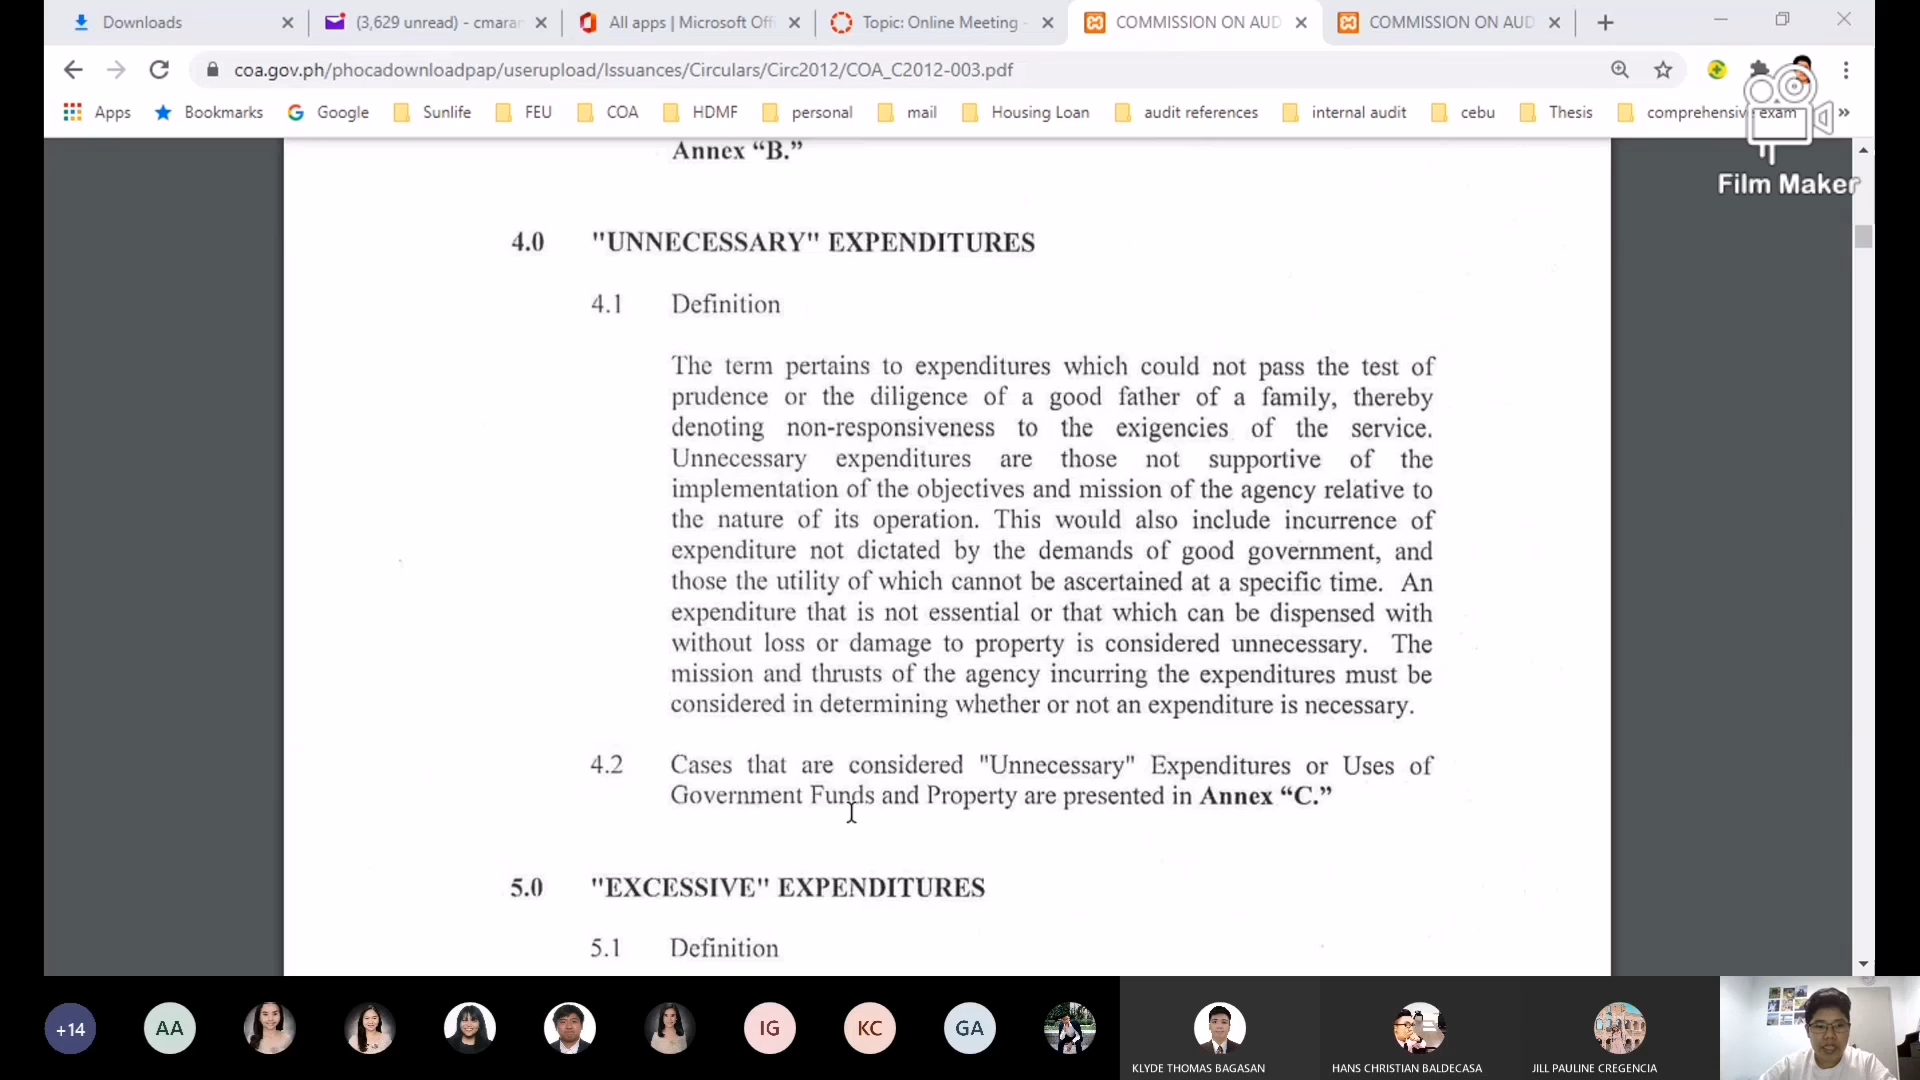 Downloads
(3,629 unread) - cmaran
All apps | Microsoft Off
Topic: Online Meeting -
COMMISSION ON AUD
COMMISSION ON AUD
coa.gov.ph/phocadownloadpap/userupload/Issuances/Circulars/Circ2012/COA_C2012-003.pdf
Apps
Bookmarks
Google
Sunlife
FEU
COA
HDMF
personal
mail
Housing Loan
audit references
internal audit
cebu
Thesis
comprehensive exam
»
Film Maker
Annex “B.”
4.0 "UNNECESSARY" EXPENDITURES
4.1 Definition
The term pertains to expenditures which could not pass the test of
prudence or the diligence of a good father of a family, thereby
denoting non-responsiveness to the exigencies of the service.
Unnecessary expenditures are those not supportive of the
implementation of the objectives and mission of the agency relative to
the nature of its operation. This would also include incurrence of
expenditure not dictated by the demands of good government, and
those the utility of which cannot be ascertained at a specific time. An
expenditure that is not essential or that which can be dispensed with
without loss or damage to property is considered unnecessary. The
mission and thrusts of the agency incurring the expenditures must be
considered in determining whether or not an expenditure is necessary.
4.2 Cases that are considered "Unnecessary" Expenditures or Uses of
Government Funds and Property are presented in Annex “C.”
5.0 "EXCESSIVE" EXPENDITURES
5.1 Definition
+14
AA
IG
KC
GA
KLYDE THOMAS BAGASAN
HANS CHRISTIAN BALDECASA
JILL PAULINE CREGENCIA